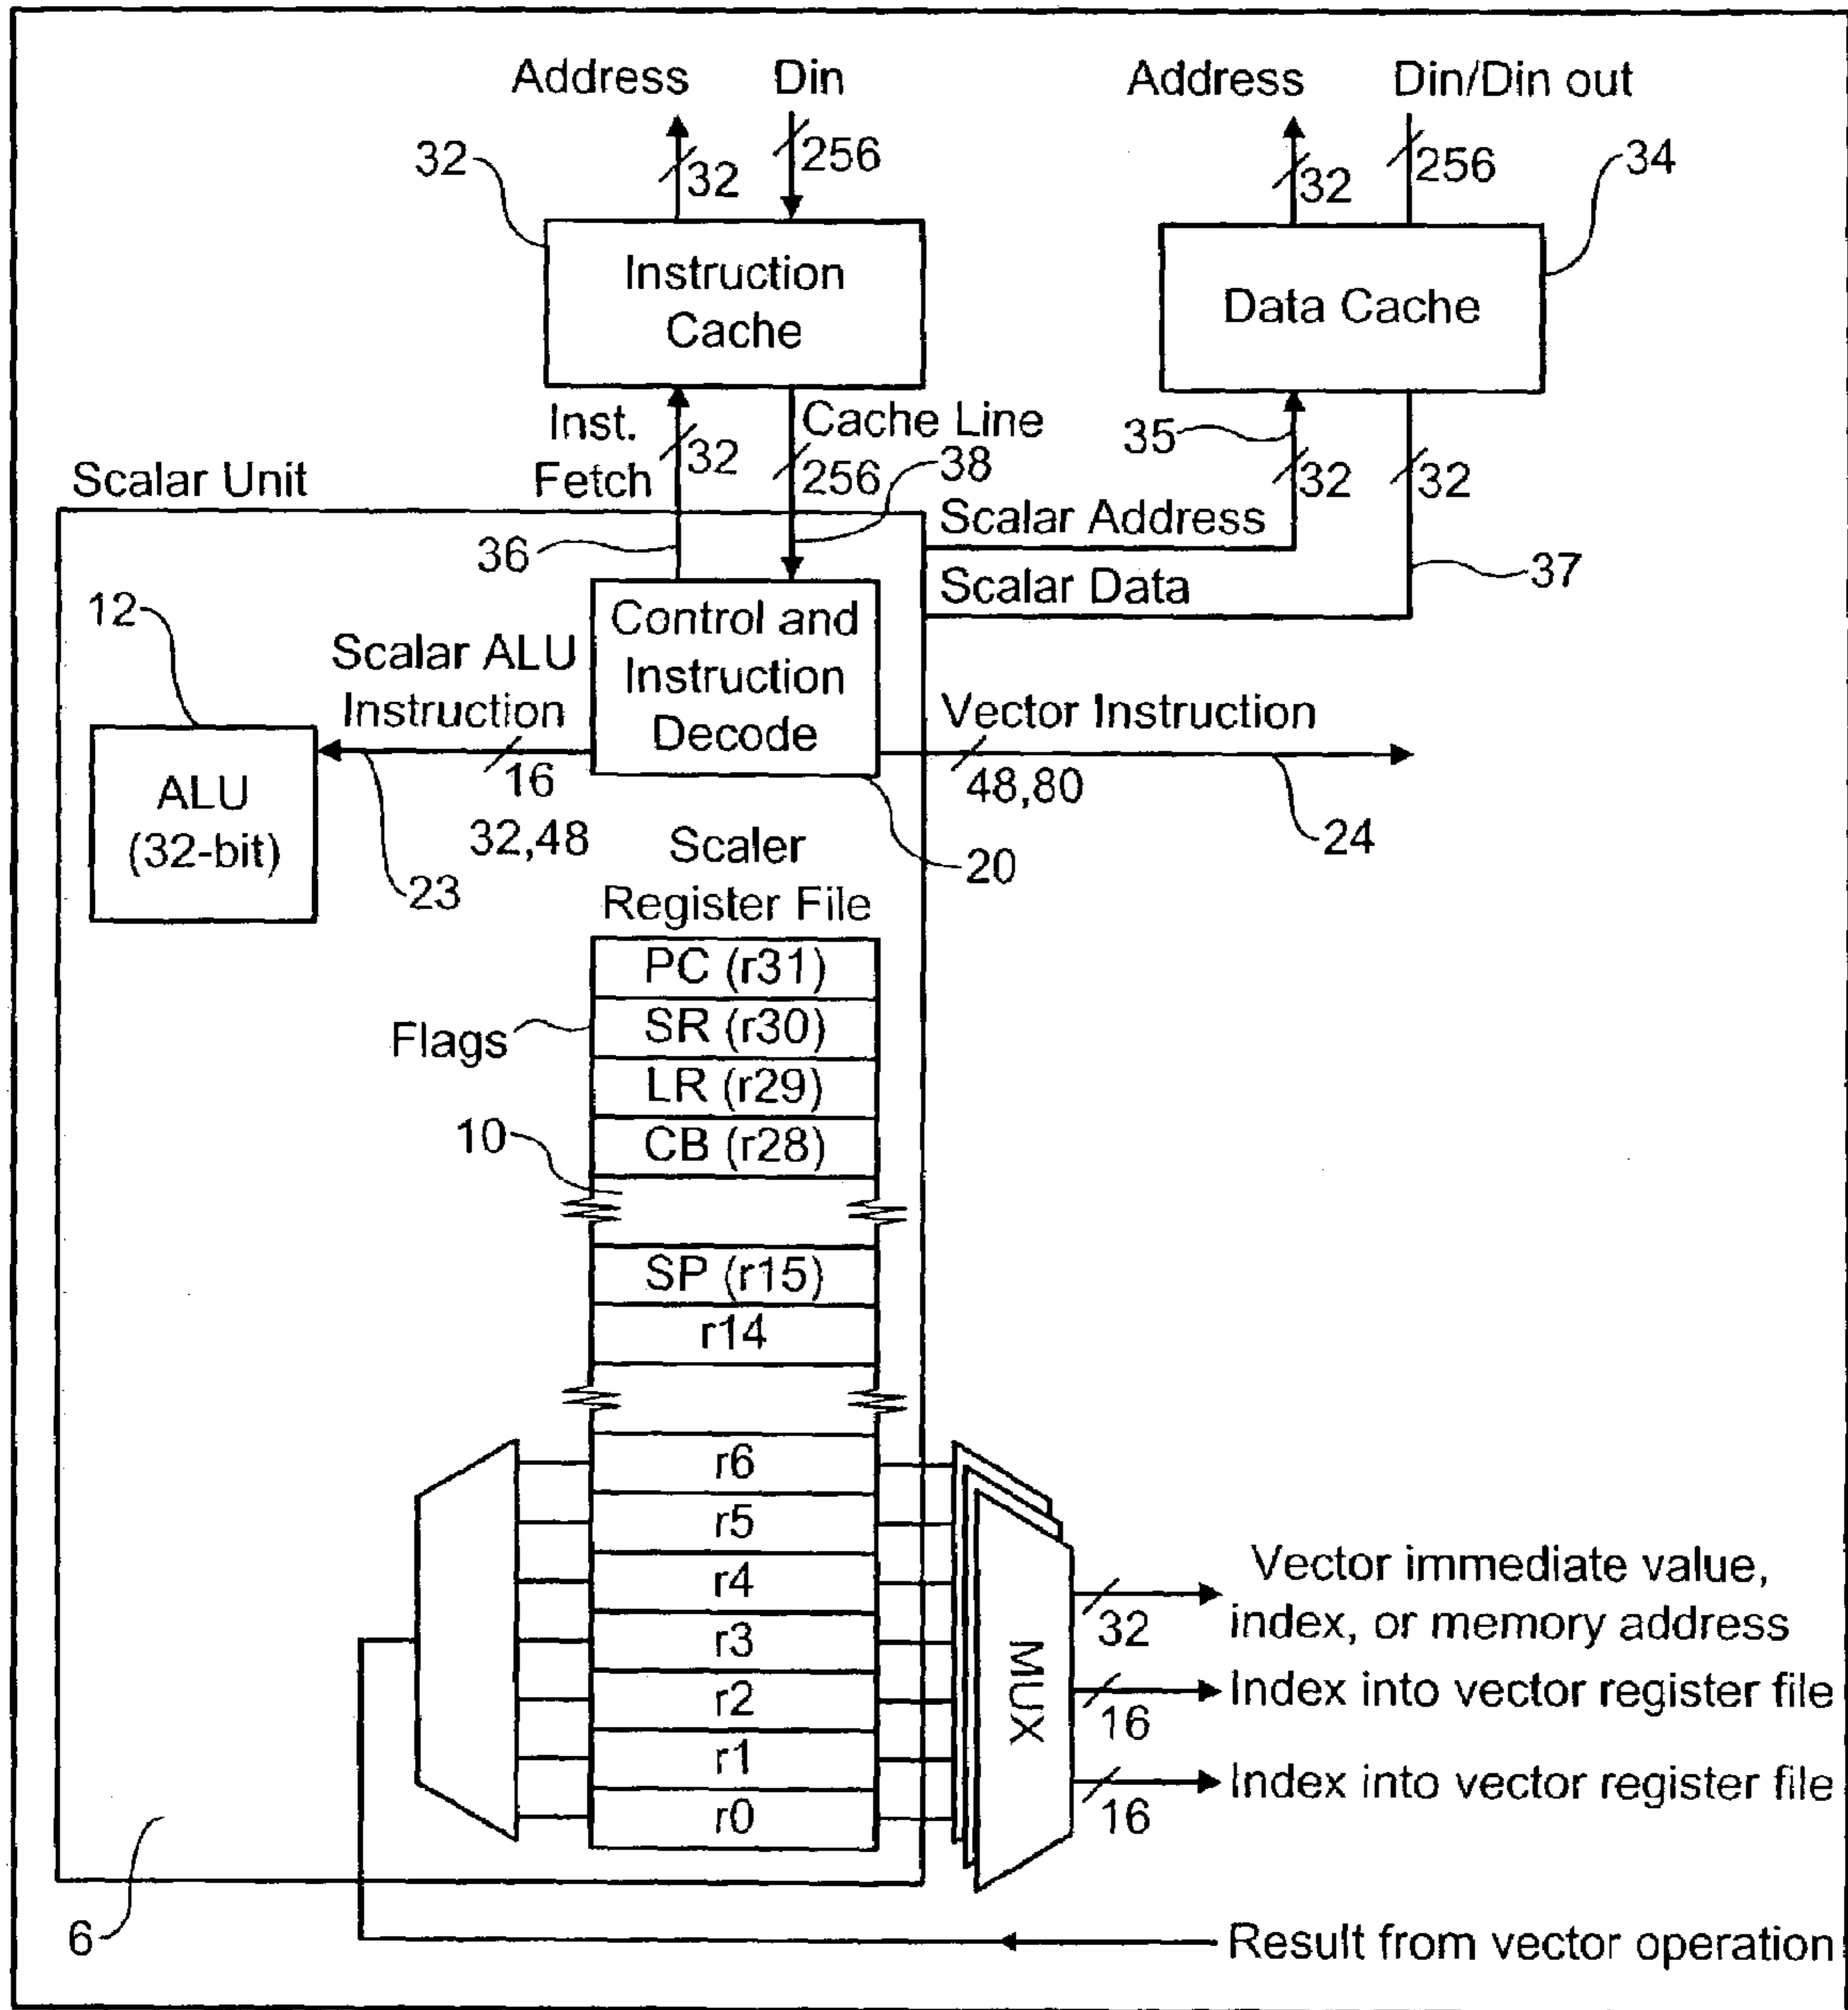 Address
Din
Address
Din/Din out
32
32
256
32
256
34
Instruction
Cache
Data Cache
Inst.
Fetch
32
Cache Line
256
38
35
32
32
Scalar Unit
36
Scalar Address
Scalar Data
37
12
Scalar ALU
Instruction
16
32,48
23
Control and
Instruction
Decode
Vector Instruction
48,80
24
20
ALU
(32-bit)
Scaler
Register File
PC (r31)
Flags
SR (r30)
LR (r29)
10
CB (r28)
SP (r15)
r14
r6
r5
r4
r3
r2
r1
r0
MUX
32
Vector immediate value,
index, or memory address
16
Index into vector register file
16
Index into vector register file
6
Result from vector operation